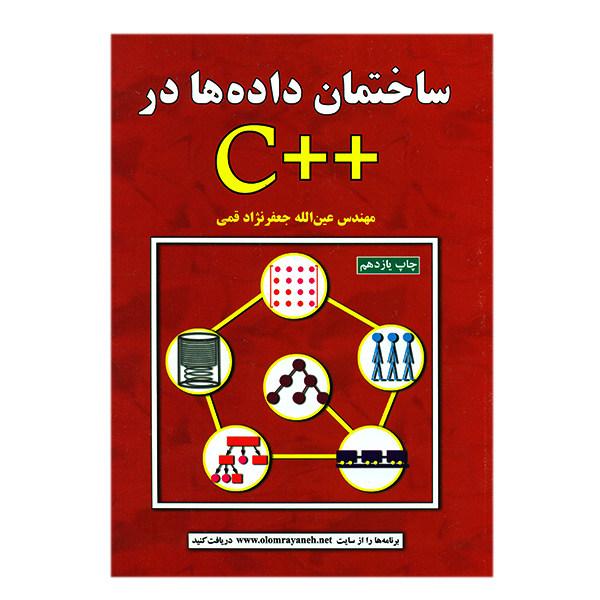 ساختمان داده‌ها در
C++
مهندس عین‌الله جعفرنژاد قمی
چاپ یازدهم
برنامه‌ها را از سایت www.olomrayaneh.net دریافت کنید